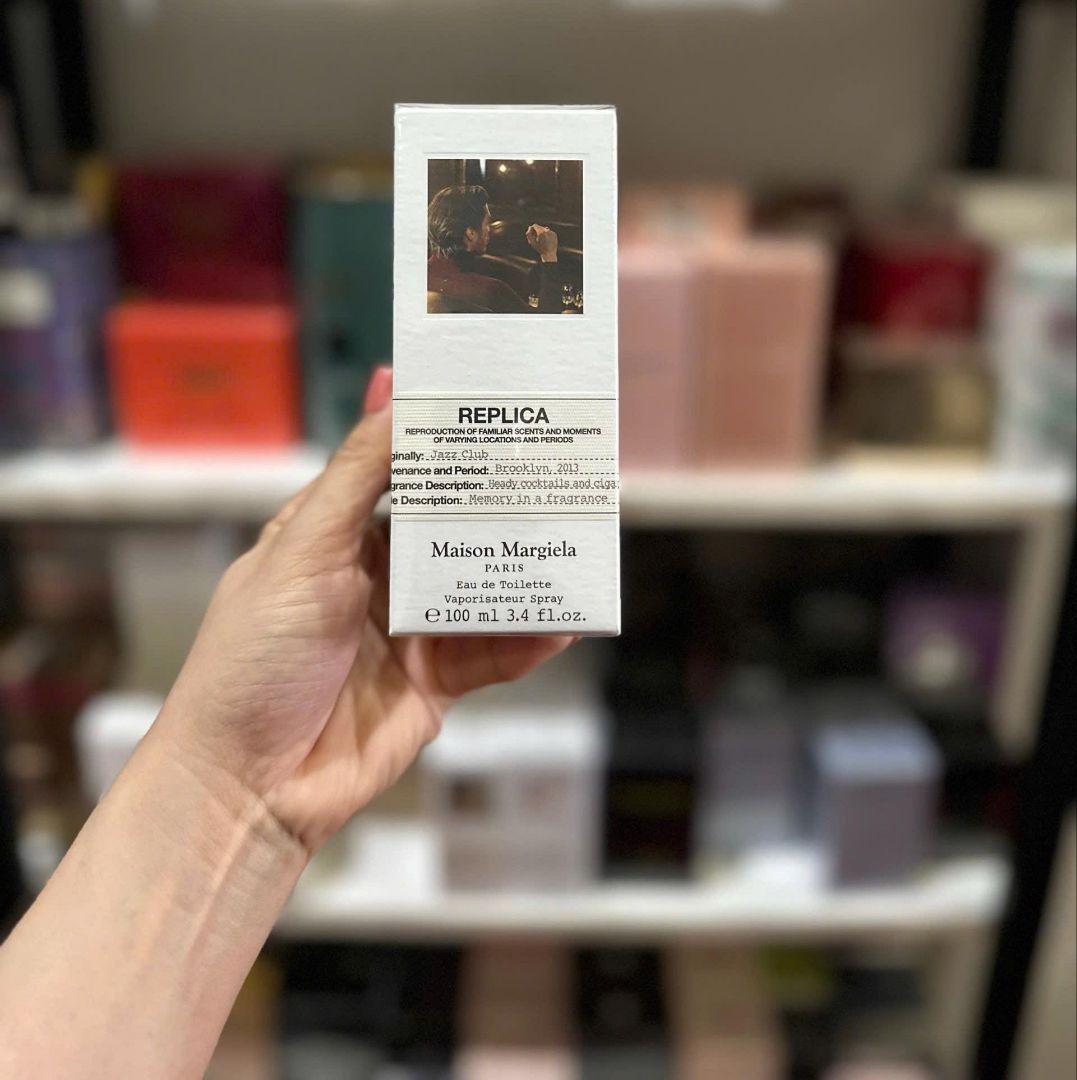 REPLICA
REPRODUCTION OF FAMILIAR SCENTS AND MOMENTS
OF VARYING LOCATIONS AND PERIODS
ginally: Jazz Club
venance and Period: Brooklyn, 2013
grance Description: Heady cocktails and ciga
e Description: Memory in a fragrance
Maison Margiela
PARIS
Eau de Toilette
Vaporisateur Spray
℮ 100 ml 3.4 fl.oz.